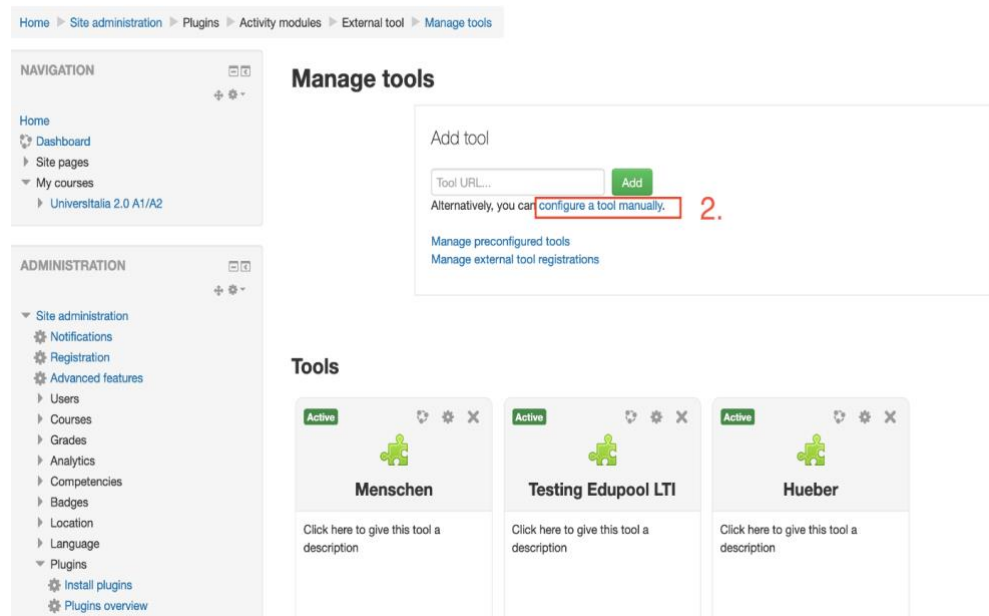 Home Site administration Plugins Activity modules External tool Manage tools
NAVIGATION
Home
Dashboard
Site pages
My courses
UniversItalia 2.0 A1/A2
ADMINISTRATION
Site administration
Notifications
Registration
Advanced features
Users
Courses
Grades
Analytics
Competencies
Badges
Location
Language
Plugins
Install plugins
Plugins overview
Manage tools
Add tool
Tool URL...
Add
Alternatively, you can configure a tool manually.
2.
Manage preconfigured tools
Manage external tool registrations
Tools
Active
Menschen
Click here to give this tool a
description
Active
Testing Edupool LTI
Click here to give this tool a
description
Active
Hueber
Click here to give this tool a
description